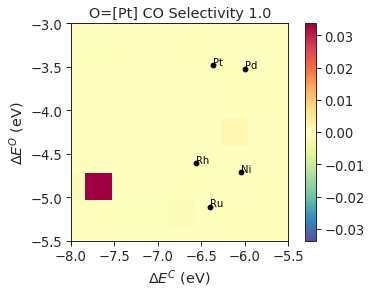 O=[Pt] CO Selectivity 1.0
−3.0
−3.5
−4.0
−4.5
−5.0
−5.5
ΔE^O (eV)
Pt
Pd
Rh
Ni
Ru
−8.0 −7.5 −7.0 −6.5 −6.0 −5.5
ΔE^C (eV)
0.03
0.02
0.01
0.00
−0.01
−0.02
−0.03